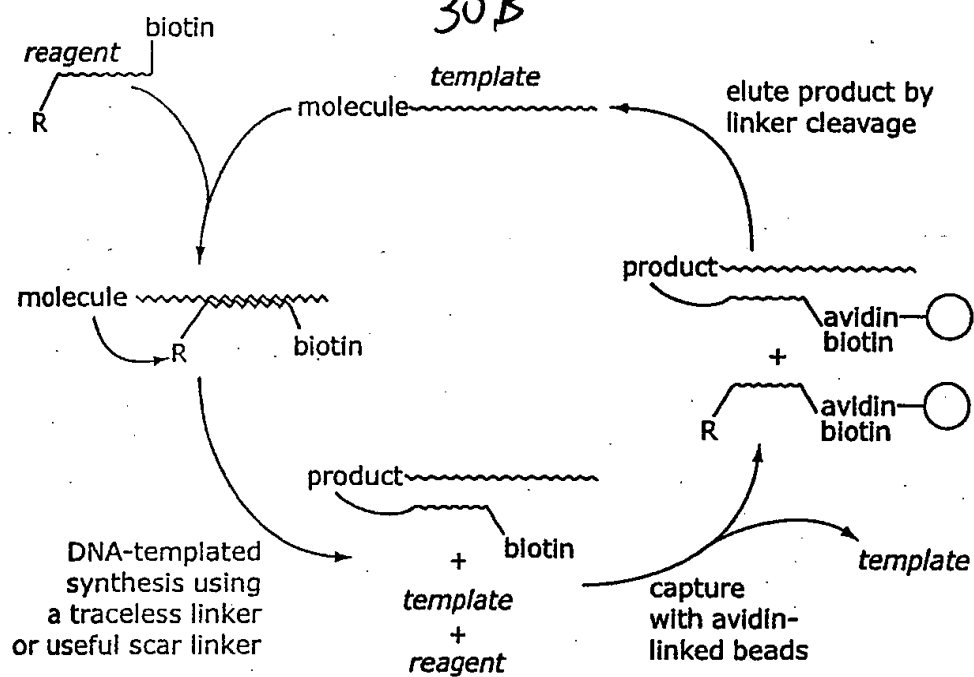 30B
biotin
reagent
R
template
molecule
elute product by
linker cleavage
molecule
R
biotin
product
avidin
biotin
+
R
avidin
biotin
product
biotin
+
template
+
reagent
DNA-templated
synthesis using
a traceless linker
or useful scar linker
capture
with avidin-
linked beads
template